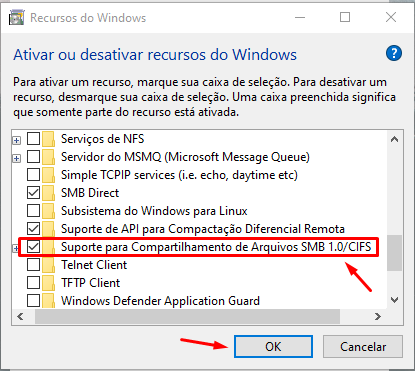 Recursos do Windows
Ativar ou desativar recursos do Windows
?
Para ativar um recurso, marque sua caixa de seleção. Para desativar um
recurso, desmarque sua caixa de seleção. Uma caixa preenchida significa
que somente parte do recurso está ativada.
Serviços de NFS
Servidor do MSMQ (Microsoft Message Queue)
Simple TCPIP services (i.e. echo, daytime etc)
SMB Direct
Subsistema do Windows para Linux
Suporte de API para Compactação Diferencial Remota
Suporte para Compartilhamento de Arquivos SMB 1.0/CIFS
Telnet Client
TFTP Client
Windows Defender Application Guard
OK
Cancelar